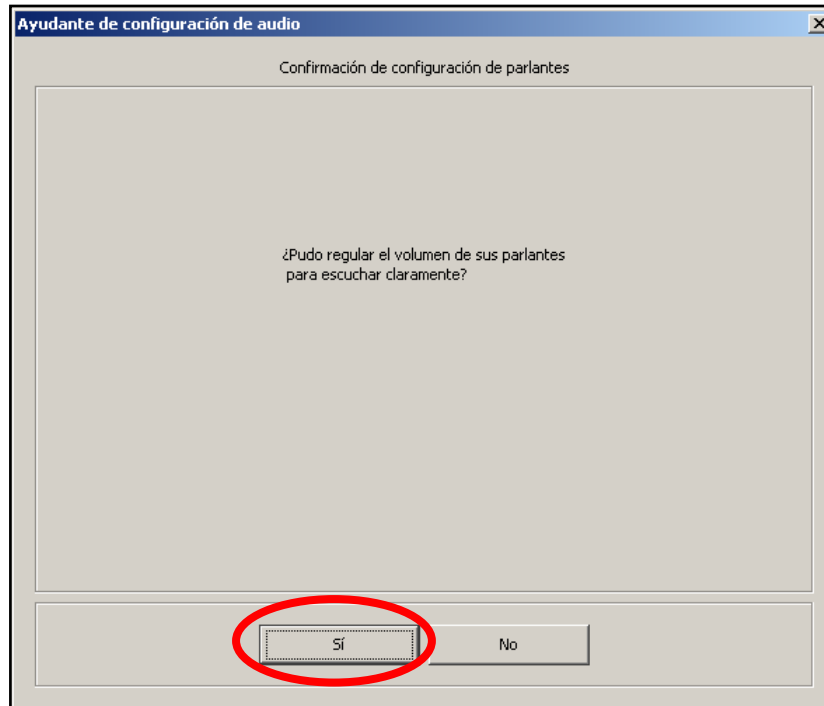 Ayudante de configuración de audio
Confirmación de configuración de parlantes
¿Pudo regular el volumen de sus parlantes
para escuchar claramente?
Sí
No